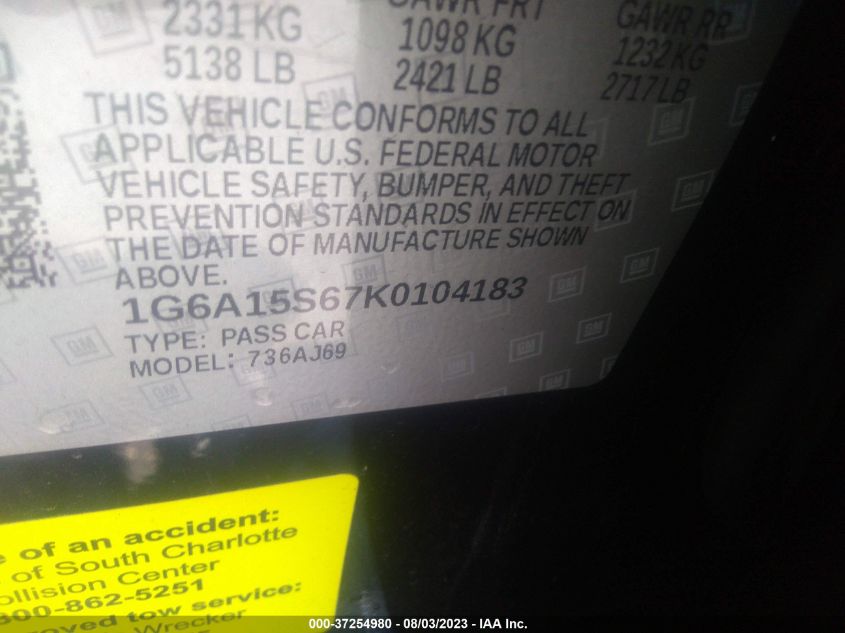 2331 KG
5138 LB
GAWR FRT
1098 KG
2421 LB
GAWR RR
1232 KG
2717 LB
THIS VEHICLE CONFORMS TO ALL
APPLICABLE U.S. FEDERAL MOTOR
VEHICLE SAFETY, BUMPER, AND THEFT
PREVENTION STANDARDS IN EFFECT ON
THE DATE OF MANUFACTURE SHOWN
ABOVE.
1G6A15S67K0104183
TYPE: PASS CAR
MODEL: 736AJ69
of an accident:
of South Charlotte
ollision Center
800-862-5251
roved tow service:
Wrecker
000-37254980 - 08/03/2023 - IAA Inc.